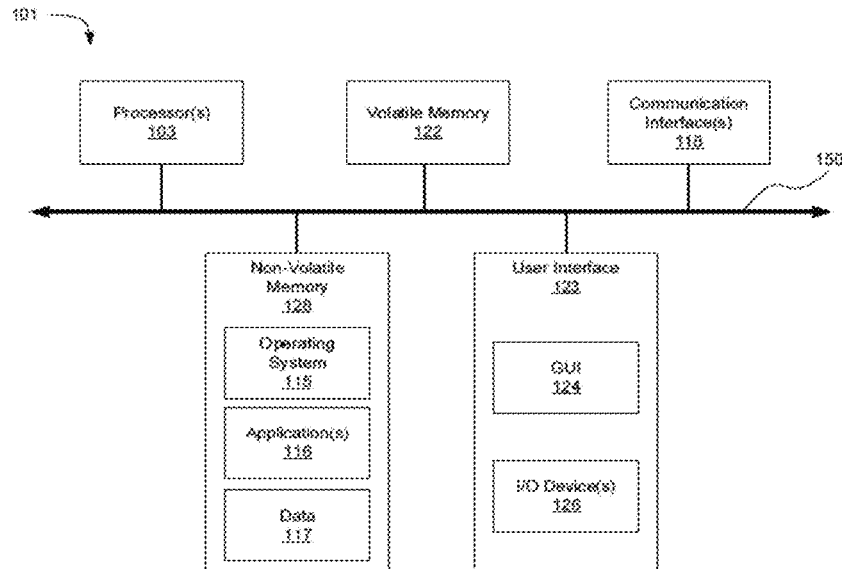 101
Processor(s)
103
Volatile Memory
122
Communication
Interface(s)
118
150
Non-Volatile
Memory
128
Operating
System
115
Application(s)
116
Data
117
User Interface
123
GUI
124
I/O Device(s)
126